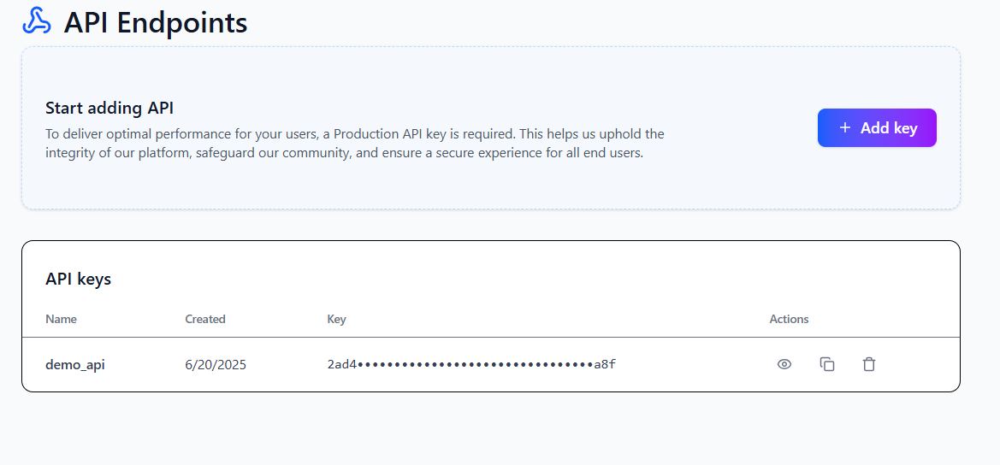 API Endpoints
Start adding API
To deliver optimal performance for your users, a Production API key is required. This helps us uphold the
integrity of our platform, safeguard our community, and ensure a secure experience for all end users.
+ Add key
API keys
Name Created Key Actions
demo_api 6/20/2025 2ad4••••••••••••••••••••••••••••••••a8f